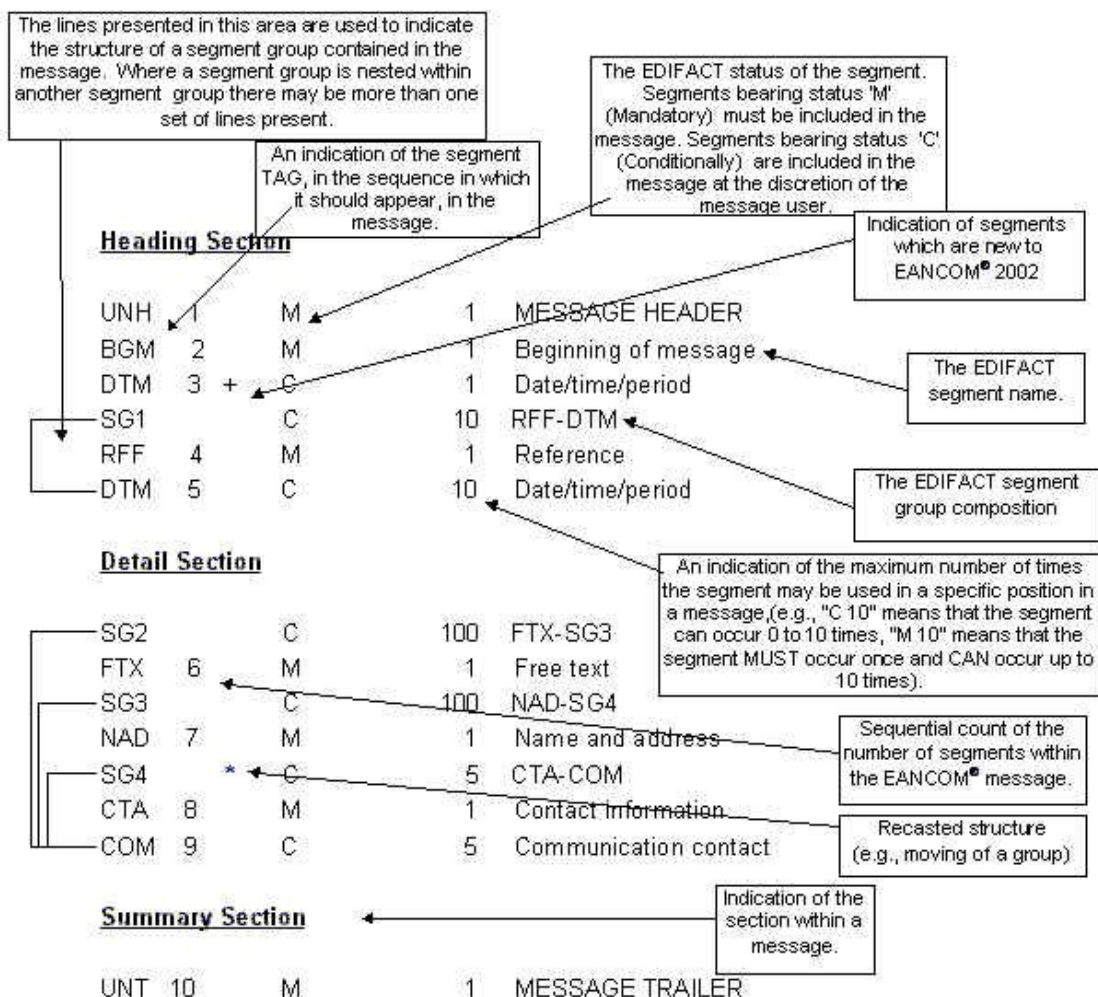 The lines presented in this area are used to indicate
the structure of a segment group contained in the
message. Where a segment group is nested within
another segment group there may be more than one
set of lines present.
An indication of the segment
TAG, in the sequence in which
it should appear, in the
message.
The EDIFACT status of the segment.
Segments bearing status 'M'
(Mandatory) must be included in the
message. Segments bearing status 'C'
(Conditionally) are included in the
message at the discretion of the
message user.
Indication of segments
which are new to
EANCOM® 2002
Heading Section
UNH 1 M 1 MESSAGE HEADER
BGM 2 M 1 Beginning of message
DTM 3 + C 1 Date/time/period
SG1 C 10 RFF-DTM
RFF 4 M 1 Reference
DTM 5 C 10 Date/time/period
The EDIFACT
segment name.
The EDIFACT segment
group composition
Detail Section
An indication of the maximum number of times
the segment may be used in a specific position in
a message,(e.g., "C 10" means that the segment
can occur 0 to 10 times, "M 10" means that the
segment MUST occur once and CAN occur up to
10 times).
SG2 C 100 FTX-SG3
FTX 6 M 1 Free text
SG3 C 100 NAD-SG4
NAD 7 M 1 Name and address
SG4 * C 5 CTA-COM
CTA 8 M 1 Contact Information
COM 9 C 5 Communication contact
Sequential count of the
number of segments within
the EANCOM® message.
Recasted structure
(e.g., moving of a group)
Summary Section
Indication of the
section within a
message.
UNT 10 M 1 MESSAGE TRAILER